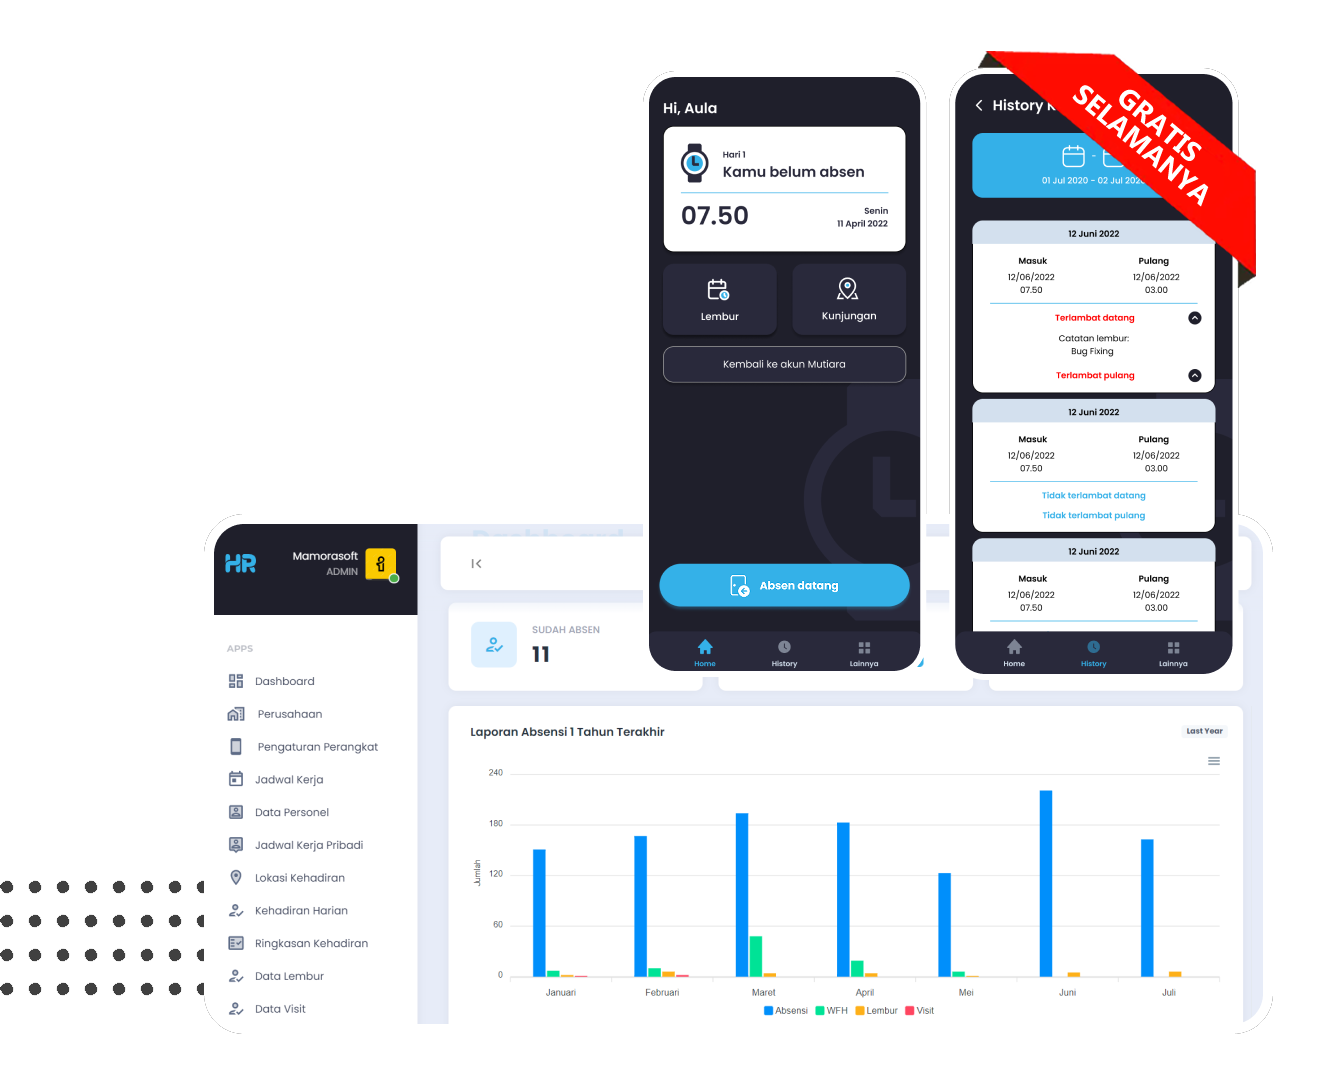 Hi, Aula
Hari 1
Kamu belum absen
07.50
Senin
11 April 2022
Lembur
Kunjungan
Kembali ke akun Mutiara
Absen datang
Home
History
Lainnya
History
GRATIS
SELAMANYA
01 Jul 2020 - 02 Jul
12 Juni 2022
Masuk
Pulang
12/06/2022
12/06/2022
07.50
03.00
Terlambat datang
Catatan lembur:
Bug Fixing
Terlambat pulang
12 Juni 2022
Masuk
Pulang
12/06/2022
12/06/2022
07.50
03.00
Tidak terlambat datang
Tidak terlambat pulang
12 Juni 2022
Masuk
Pulang
12/06/2022
12/06/2022
07.50
03.00
Home
History
Lainnya
HR
Mamorasoft
ADMIN
APPS
Dashboard
Perusahaan
Pengaturan Perangkat
Jadwal Kerja
Data Personel
Jadwal Kerja Pribadi
Lokasi Kehadiran
Kehadiran Harian
Ringkasan Kehadiran
Data Lembur
Data Visit
SUDAH ABSEN
11
Laporan Absensi 1 Tahun Terakhir
Last Year
240
180
120
60
0
Jumlah
Januari
Februari
Maret
April
Mei
Juni
Juli
Absensi
WFH
Lembur
Visit